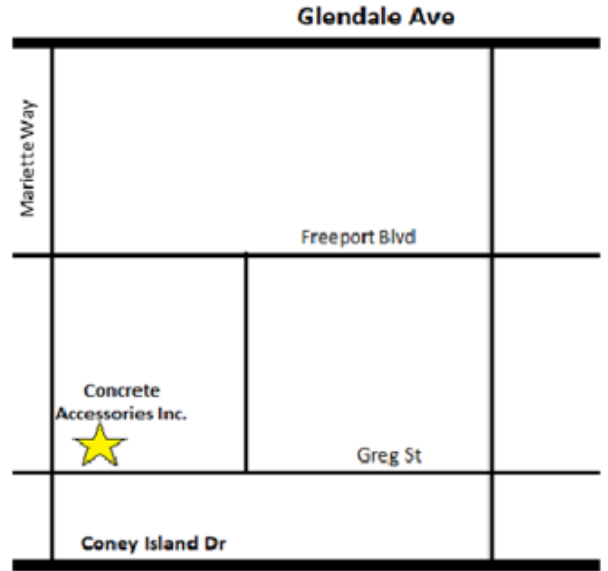 Glendale Ave
Mariette Way
Freeport Blvd
Concrete
Accessories Inc.
Greg St
Coney Island Dr